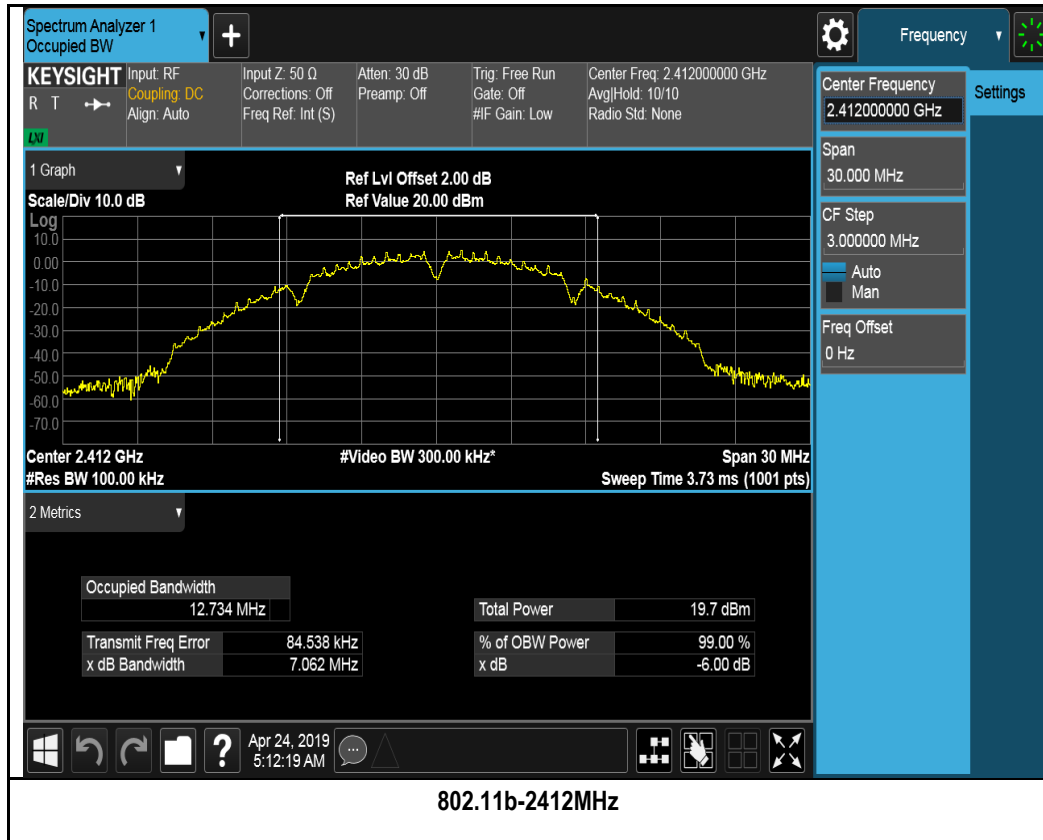 Spectrum Analyzer 1
Occupied BW
+
Frequency
KEYSIGHT
R T
LXI
Input: RF
Coupling: DC
Align: Auto
Input Z: 50 Ω
Corrections: Off
Freq Ref: Int (S)
Atten: 30 dB
Preamp: Off
Trig: Free Run
Gate: Off
#IF Gain: Low
Center Freq: 2.412000000 GHz
Avg|Hold: 10/10
Radio Std: None
Center Frequency
2.412000000 GHz
Settings
Span
30.000 MHz
CF Step
3.000000 MHz
Auto
Man
Freq Offset
0 Hz
1 Graph
Scale/Div 10.0 dB
Ref Lvl Offset 2.00 dB
Ref Value 20.00 dBm
Log
10.0
0.00
-10.0
-20.0
-30.0
-40.0
-50.0
-60.0
-70.0
Center 2.412 GHz
#Video BW 300.00 kHz*
Span 30 MHz
#Res BW 100.00 kHz
Sweep Time 3.73 ms (1001 pts)
2 Metrics
Occupied Bandwidth
12.734 MHz
Total Power 19.7 dBm
Transmit Freq Error 84.538 kHz
% of OBW Power 99.00 %
x dB Bandwidth 7.062 MHz
x dB -6.00 dB
?
Apr 24, 2019
5:12:19 AM
802.11b-2412MHz